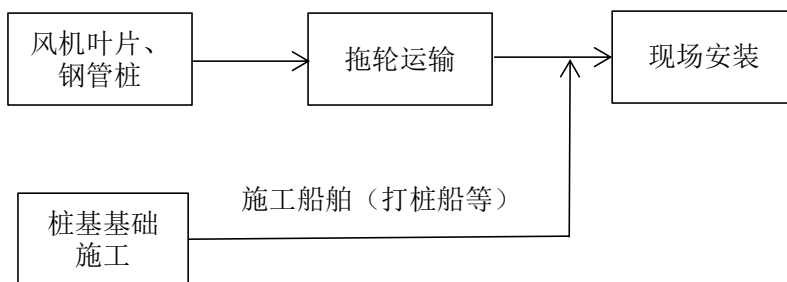 风机叶片、
钢管桩
拖轮运输
现场安装
施工船舶（打桩船等）
桩基基础
施工